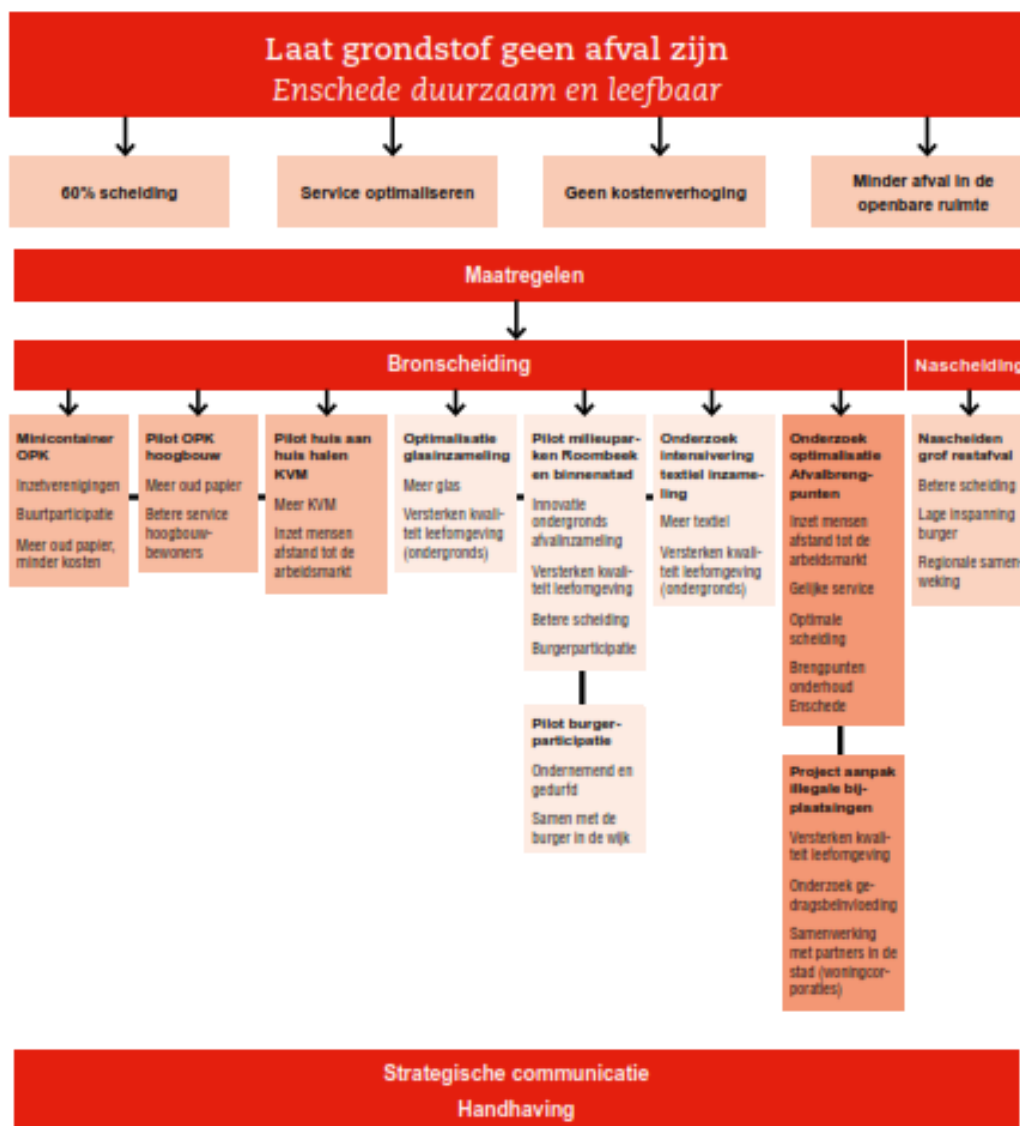 Laat grondstof geen afval zijn
Enschede duurzaam en leefbaar
60% scheiding
Service optimaliseren
Geen kostenverhoging
Minder afval in de
openbare ruimte
Maatregelen
Bronscheiding
Nascheiding
Minicontainer
OPK
Inzetverenigingen
Buurtparticipatie
Meer oud papier,
minder kosten
Pilot OPK
hoogbouw
Meer oud papier
Betere service
hoogbouw-
bewoners
Pilot huis aan
huis halen
KVM
Meer KVM
Inzet mensen
afstand tot de
arbeidsmarkt
Optimalisatie
glasinzameling
Meer glas
Versterken kwali-
teit leefomgeving
(ondergronds)
Pilot milieupar-
ken Roombeek
en binnenstad
Innovatie
ondergronds
afvalinzameling
Versterken kwali-
teit leefomgeving
Betere scheiding
Burgerparticipatie
Pilot burger-
participatie
Ondernemend en
gedurfd
Samen met de
burger in de wijk
Onderzoek
intensivering
textiel inzame-
ling
Meer textiel
Versterken kwali-
teit leefomgeving
(ondergronds)
Onderzoek
optimalisatie
Afvalbreng-
punten
Inzet mensen
afstand tot de
arbeidsmarkt
Gelijke service
Optimale
scheiding
Brengpunten
onderhoud
Enschede
Project aanpak
illegale bij-
plaatsingen
Versterken kwali-
teit leefomgeving
Onderzoek ge-
dragsbeïnvloeding
Samenwerking
met partners in de
stad (woningcor-
poraties)
Nascheiden
grof restafval
Betere scheiding
Lage inspanning
burger
Regionale samen-
weking
Strategische communicatie
Handhaving